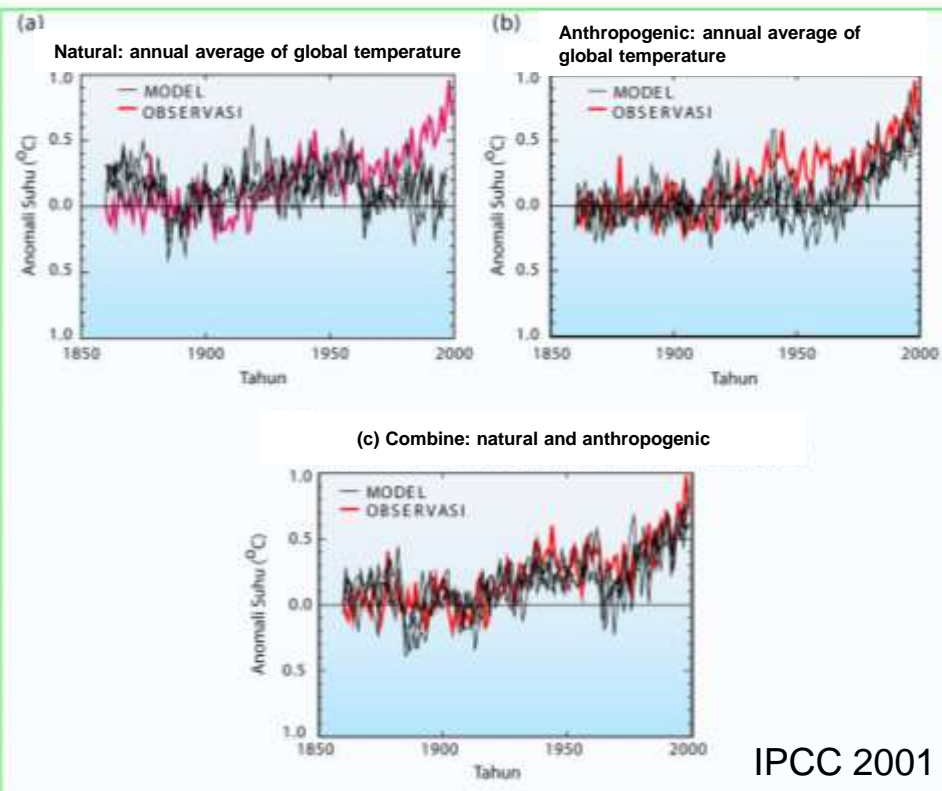 (a)
Natural: annual average of global temperature
1.0
MODEL
OBSERVASI
0.5
0.0
0.5
1.0
Anomali Suhu (°C)
1850 1900 1950 2000
Tahun
(b)
Anthropogenic: annual average of
global temperature
1.0
MODEL
OBSERVASI
0.5
0.0
0.5
1.0
Anomali Suhu (°C)
1850 1900 1950 2000
Tahun
(c) Combine: natural and anthropogenic
1.0
MODEL
OBSERVASI
0.5
0.0
0.5
1.0
Anomali Suhu (°C)
1850 1900 1950 2000
Tahun
IPCC 2001